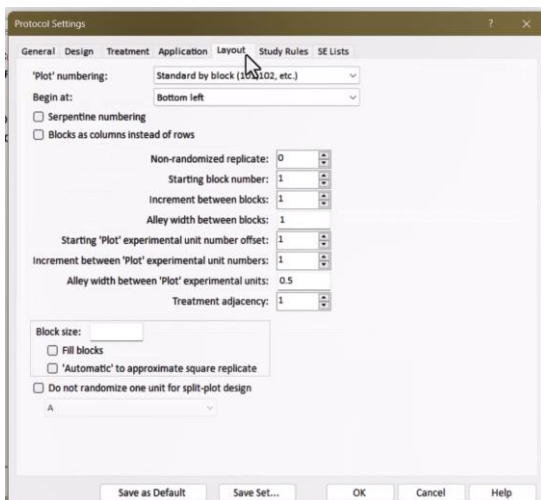 Protocol Settings ? ×
General Design Treatment Application Layout Study Rules SE Lists
'Plot' numbering: Standard by block (101, 102, etc.)
Begin at: Bottom left
Serpentine numbering
Blocks as columns instead of rows
Non-randomized replicate: 0
Starting block number: 1
Increment between blocks: 1
Alley width between blocks: 1
Starting 'Plot' experimental unit number offset: 1
Increment between 'Plot' experimental unit numbers: 1
Alley width between 'Plot' experimental units: 0.5
Treatment adjacency: 1
Block size:
Fill blocks
'Automatic' to approximate square replicate
Do not randomize one unit for split-plot design
A
Save as Default Save Set... OK Cancel Help